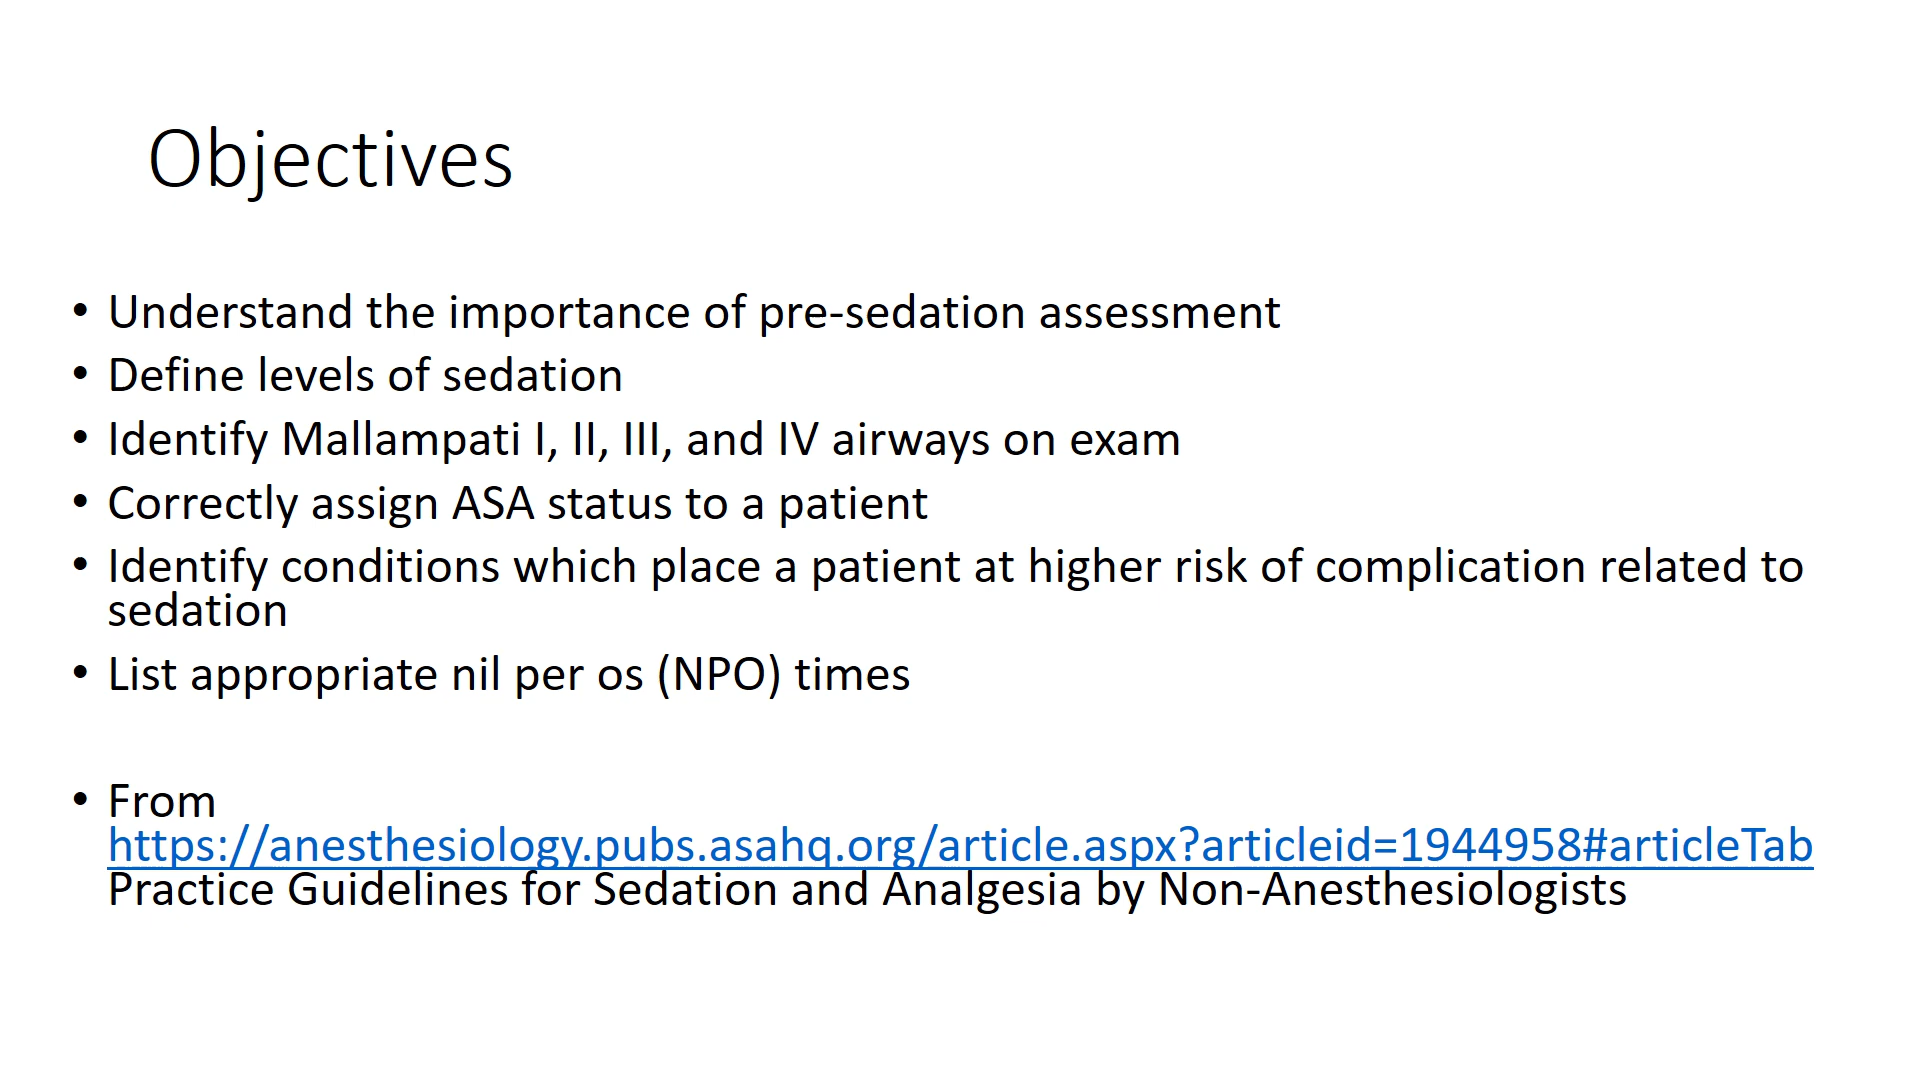 Objectives
• Understand the importance of pre-sedation assessment
• Define levels of sedation
• Identify Mallampati I, II, III, and IV airways on exam
• Correctly assign ASA status to a patient
• Identify conditions which place a patient at higher risk of complication related to
sedation
• List appropriate nil per os (NPO) times
• From
https://anesthesiology.pubs.asahq.org/article.aspx?articleid=1944958#articleTab
Practice Guidelines for Sedation and Analgesia by Non-Anesthesiologists